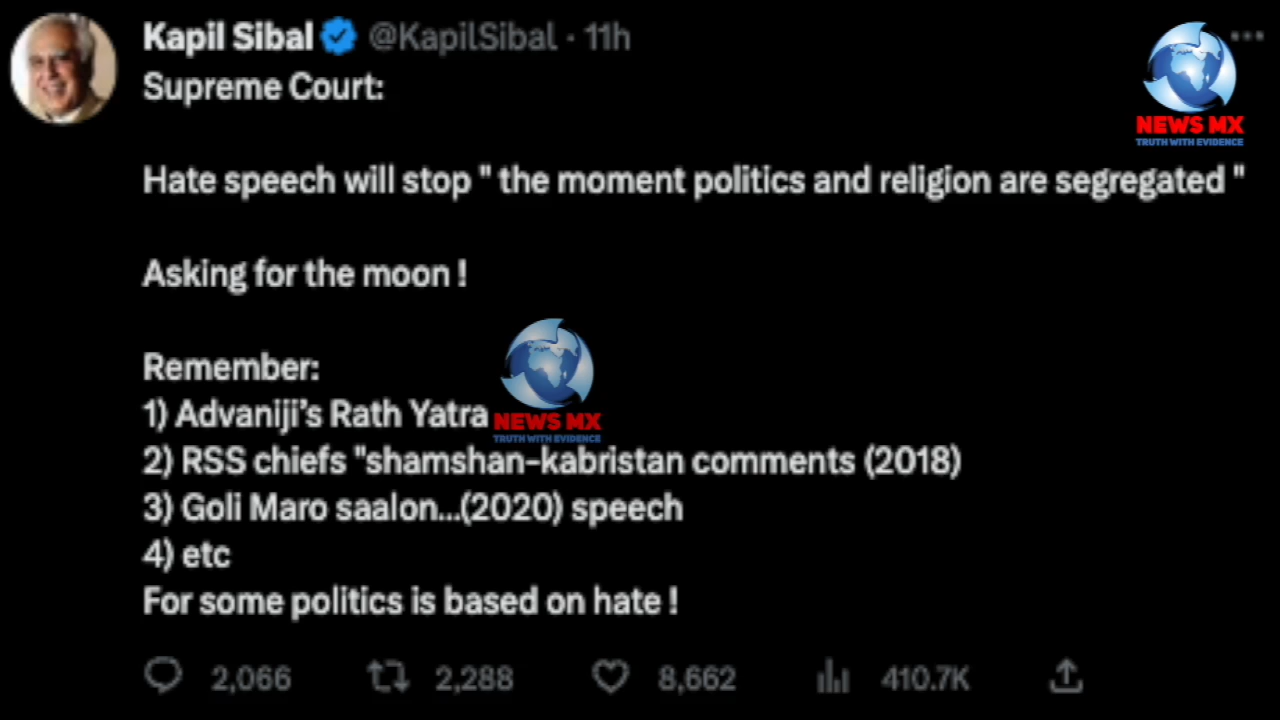 Kapil Sibal @KapilSibal · 11h
Supreme Court:
NEWS MX
TRUTH WITH EVIDENCE
Hate speech will stop " the moment politics and religion are segregated "
Asking for the moon !
Remember:
1) Advaniji's Rath Yatra
NEWS MX
TRUTH WITH EVIDENCE
2) RSS chiefs "shamshan-kabristan comments (2018)
3) Goli Maro saalon...(2020) speech
4) etc
For some politics is based on hate !
2,066 2,288 8,662 410.7K